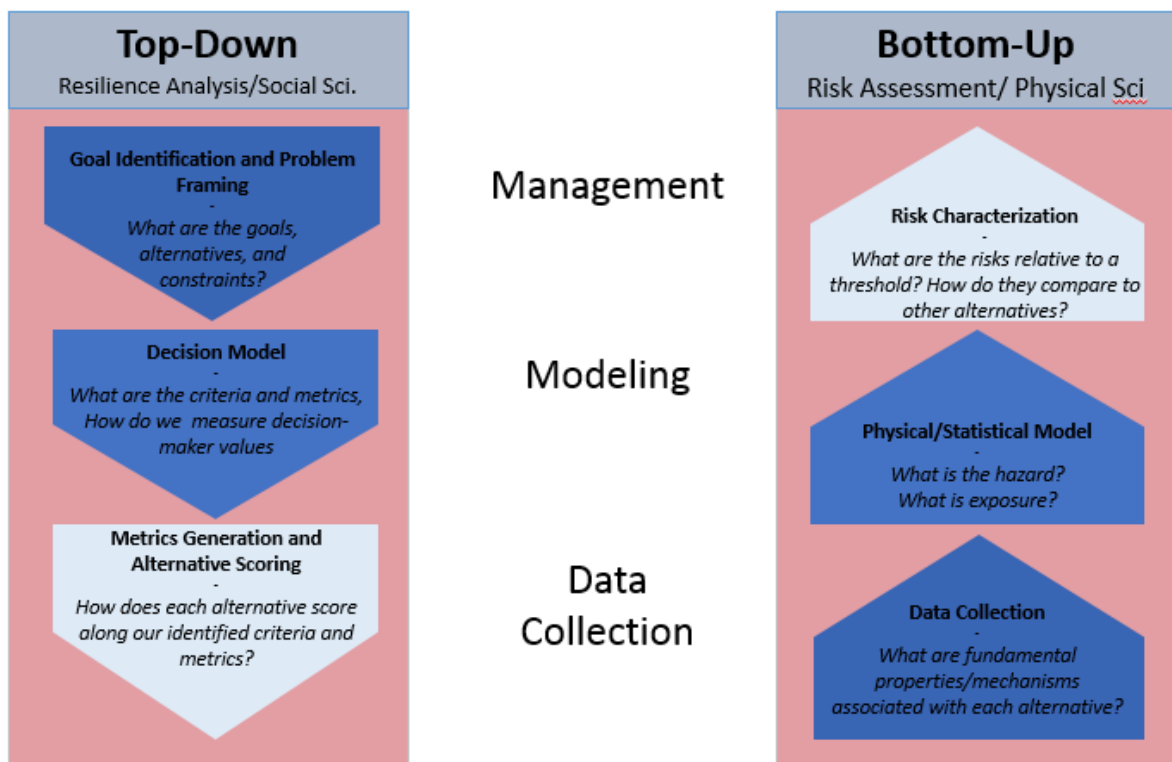 Top-Down
Resilience Analysis/Social Sci.
Goal Identification and Problem
Framing
-
What are the goals,
alternatives, and
constraints?
Decision Model
-
What are the criteria and metrics,
How do we  measure decision-
maker values
Metrics Generation and
Alternative Scoring
-
How does each alternative score
along our identified criteria and
metrics?
Management
Modeling
Data
Collection
Bottom-Up
Risk Assessment/ Physical Sci
Risk Characterization
-
What are the risks relative to a
threshold? How do they compare to
other alternatives?
Physical/Statistical Model
-
What is the hazard?
What is exposure?
Data Collection
-
What are fundamental
properties/mechanisms
associated with each alternative?